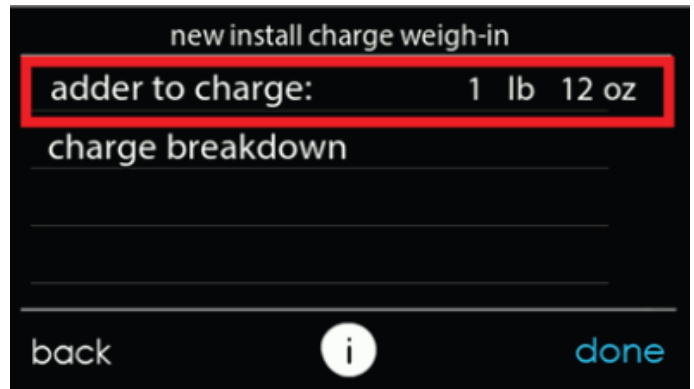 new install charge weigh-in
adder to charge: 1 lb 12 oz
charge breakdown
back i done